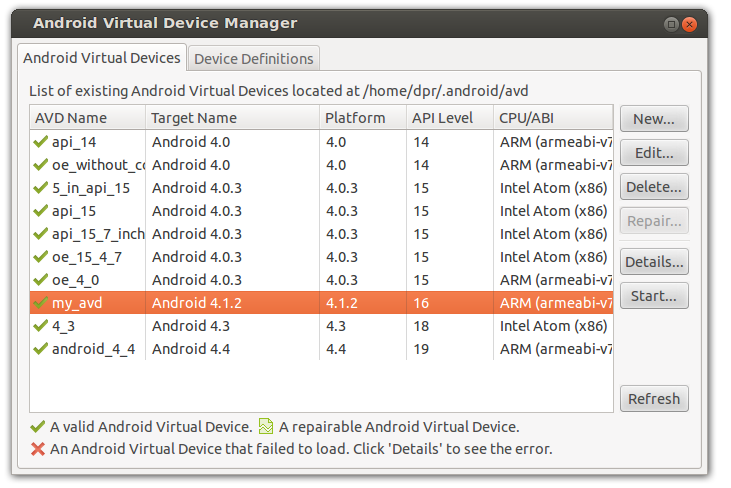 Android Virtual Device Manager
Android Virtual Devices Device Definitions
List of existing Android Virtual Devices located at /home/dpr/.android/avd
AVD Name Target Name Platform API Level CPU/ABI
New...
api_14 Android 4.0 4.0 14 ARM (armeabi-v7
oe_without_co Android 4.0 4.0 14 ARM (armeabi-v7
Edit...
5_in_api_15 Android 4.0.3 4.0.3 15 Intel Atom (x86)
Delete...
api_15 Android 4.0.3 4.0.3 15 Intel Atom (x86)
Repair...
api_15_7_inch Android 4.0.3 4.0.3 15 Intel Atom (x86)
oe_15_4_7 Android 4.0.3 4.0.3 15 Intel Atom (x86)
Details...
oe_4_0 Android 4.0.3 4.0.3 15 ARM (armeabi-v7
my_avd Android 4.1.2 4.1.2 16 ARM (armeabi-v7
Start...
4_3 Android 4.3 4.3 18 Intel Atom (x86)
android_4_4 Android 4.4 4.4 19 ARM (armeabi-v7
Refresh
A valid Android Virtual Device. A repairable Android Virtual Device.
An Android Virtual Device that failed to load. Click 'Details' to see the error.